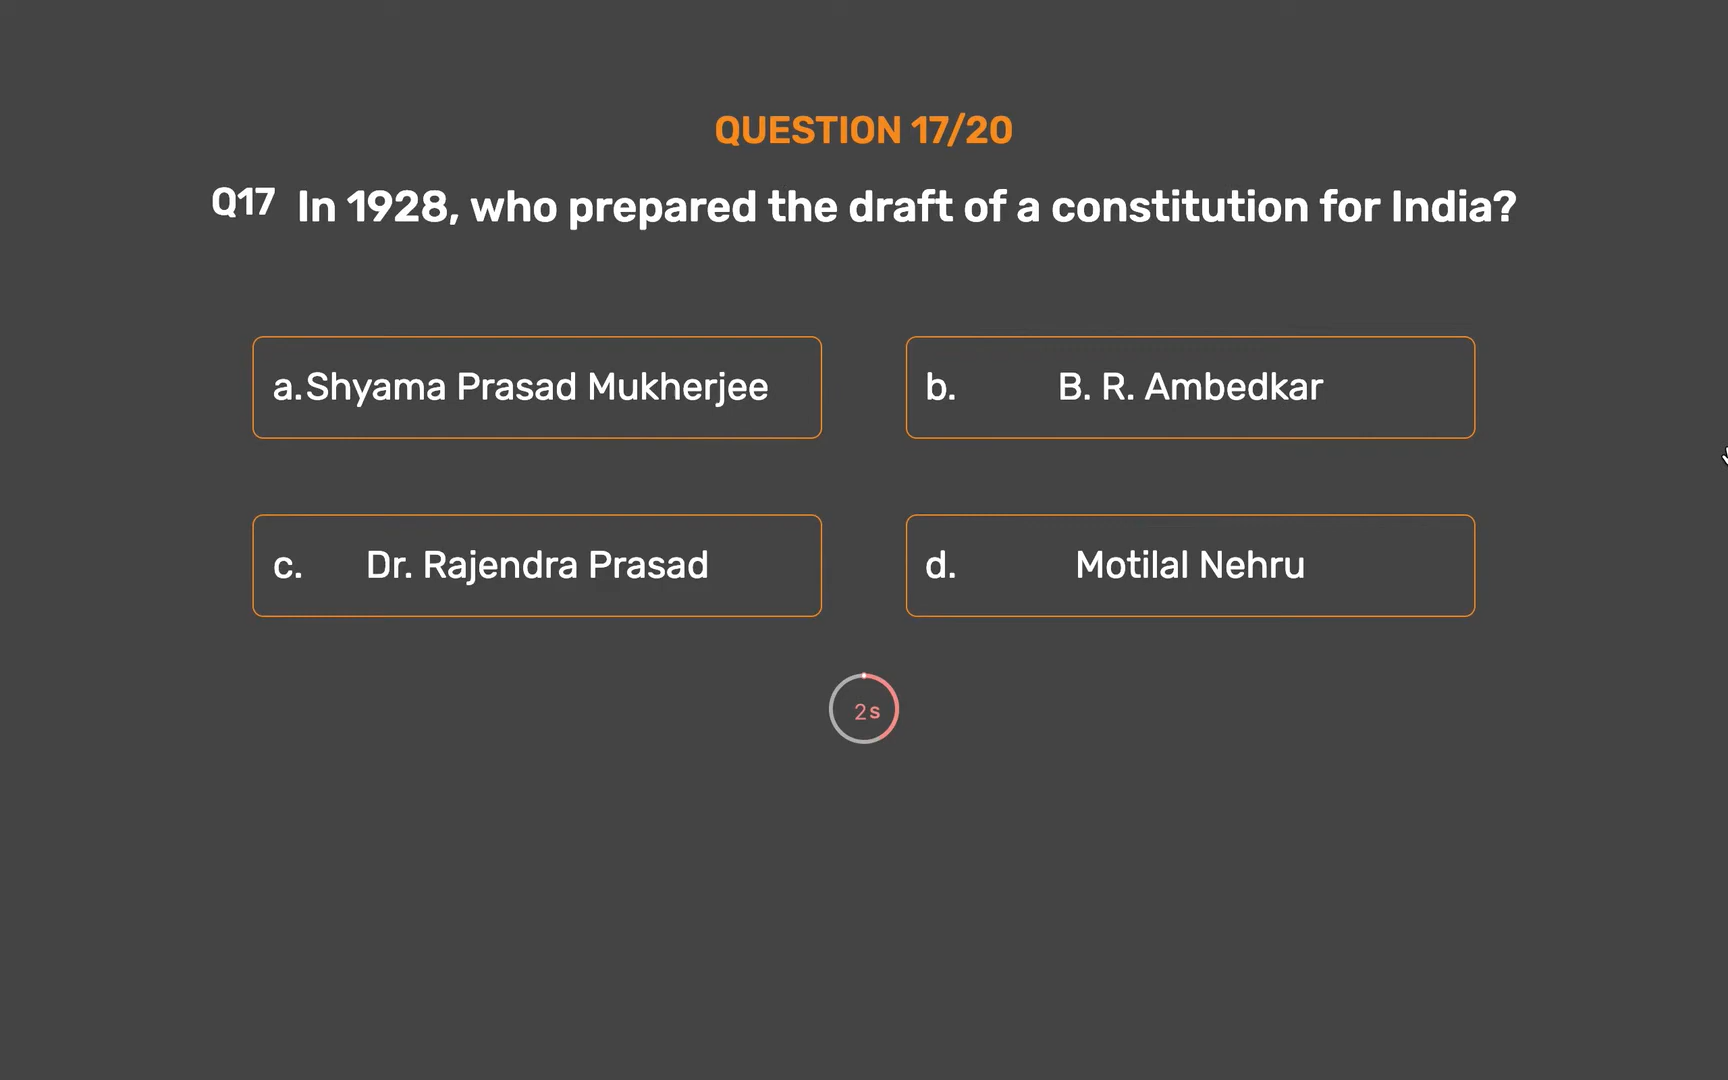 QUESTION 17/20
Q17 In 1928, who prepared the draft of a constitution for India?
a. Shyama Prasad Mukherjee
b. B. R. Ambedkar
c. Dr. Rajendra Prasad
d. Motilal Nehru
2s